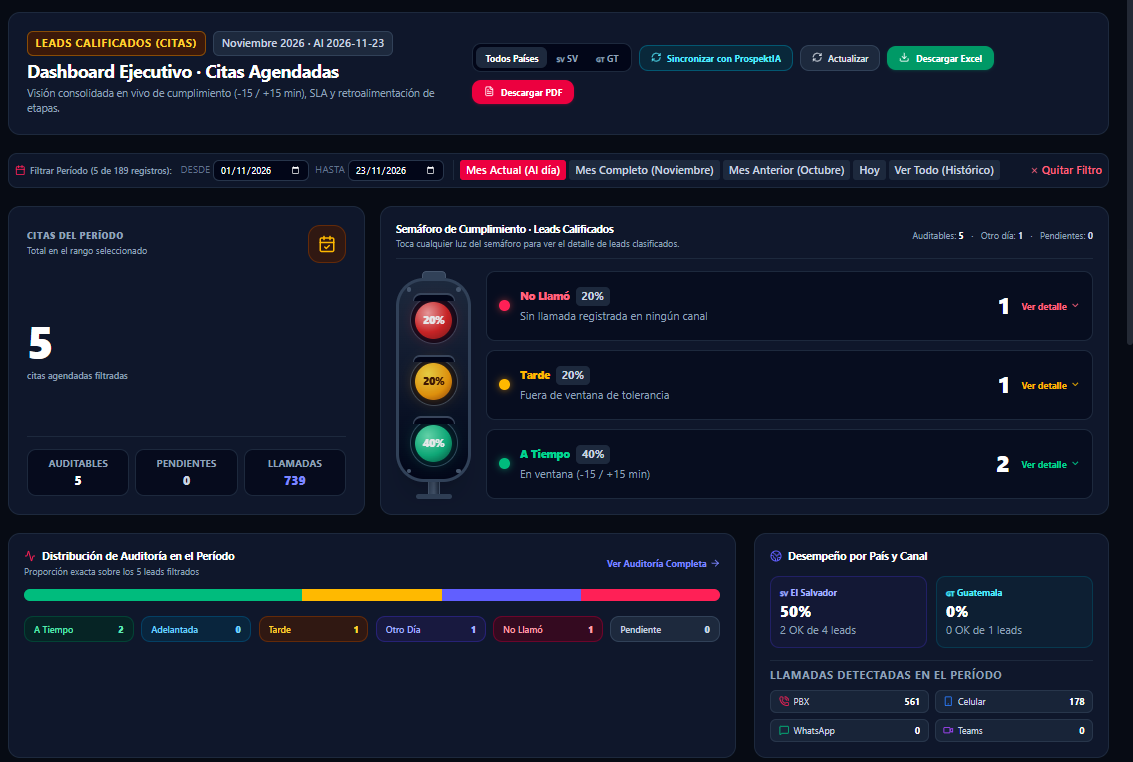 LEADS CALIFICADOS (CITAS)
Noviembre 2026 · Al 2026-11-23
Dashboard Ejecutivo · Citas Agendadas
Visión consolidada en vivo de cumplimiento (-15 / +15 min), SLA y retroalimentación de
etapas.
Todos Países
SV SV
GT GT
Sincronizar con ProspektIA
Actualizar
Descargar Excel
Descargar PDF
Filtrar Período (5 de 189 registros):
DESDE
01/11/2026
HASTA
23/11/2026
Mes Actual (Al día)
Mes Completo (Noviembre)
Mes Anterior (Octubre)
Hoy
Ver Todo (Histórico)
× Quitar Filtro
CITAS DEL PERÍODO
Total en el rango seleccionado
5
citas agendadas filtradas
AUDITABLES
5
PENDIENTES
0
LLAMADAS
739
Semáforo de Cumplimiento · Leads Calificados
Toca cualquier luz del semáforo para ver el detalle de leads clasificados.
Auditables: 5 · Otro día: 1 · Pendientes: 0
20%
20%
40%
No Llamó 20%
Sin llamada registrada en ningún canal
1 Ver detalle
Tarde 20%
Fuera de ventana de tolerancia
1 Ver detalle
A Tiempo 40%
En ventana (-15 / +15 min)
2 Ver detalle
Distribución de Auditoría en el Período
Proporción exacta sobre los 5 leads filtrados
Ver Auditoría Completa →
A Tiempo 2
Adelantada 0
Tarde 1
Otro Día 1
No Llamó 1
Pendiente 0
Desempeño por País y Canal
SV El Salvador
50%
2 OK de 4 leads
GT Guatemala
0%
0 OK de 1 leads
LLAMADAS DETECTADAS EN EL PERÍODO
PBX 561
Celular 178
WhatsApp 0
Teams 0